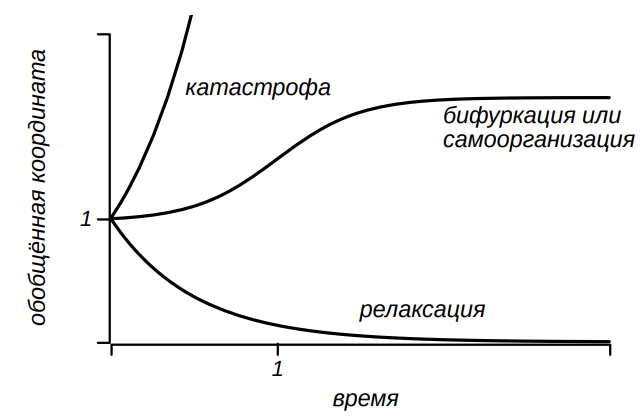 катастрофа
бифуркация или
самоорганизация
обобщённая координата
1
релаксация
1
время